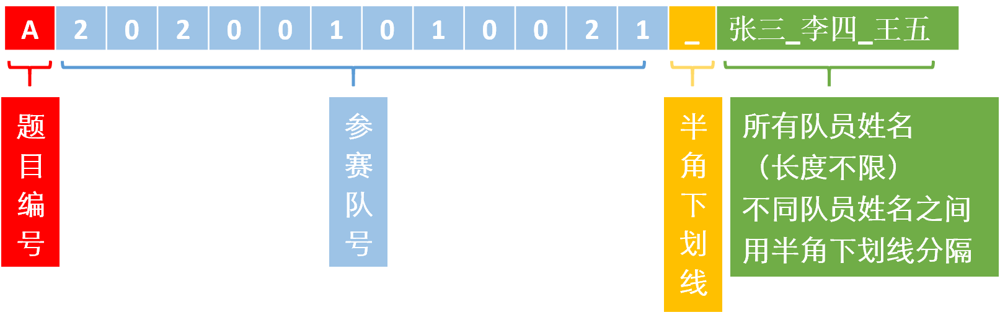 A 2 0 2 0 0 1 0 1 0 0 2 1 _ 张三_李四_王五
题目编号
参赛队号
半角下划线
所有队员姓名
（长度不限）
不同队员姓名之间
用半角下划线分隔